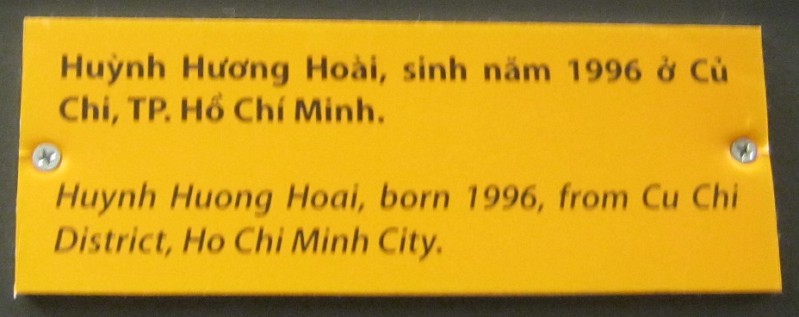 Huỳnh Hương Hoài, sinh năm 1996 ở Củ
Chi, TP. Hồ Chí Minh.
Huynh Huong Hoai, born 1996, from Cu Chi
District, Ho Chi Minh City.